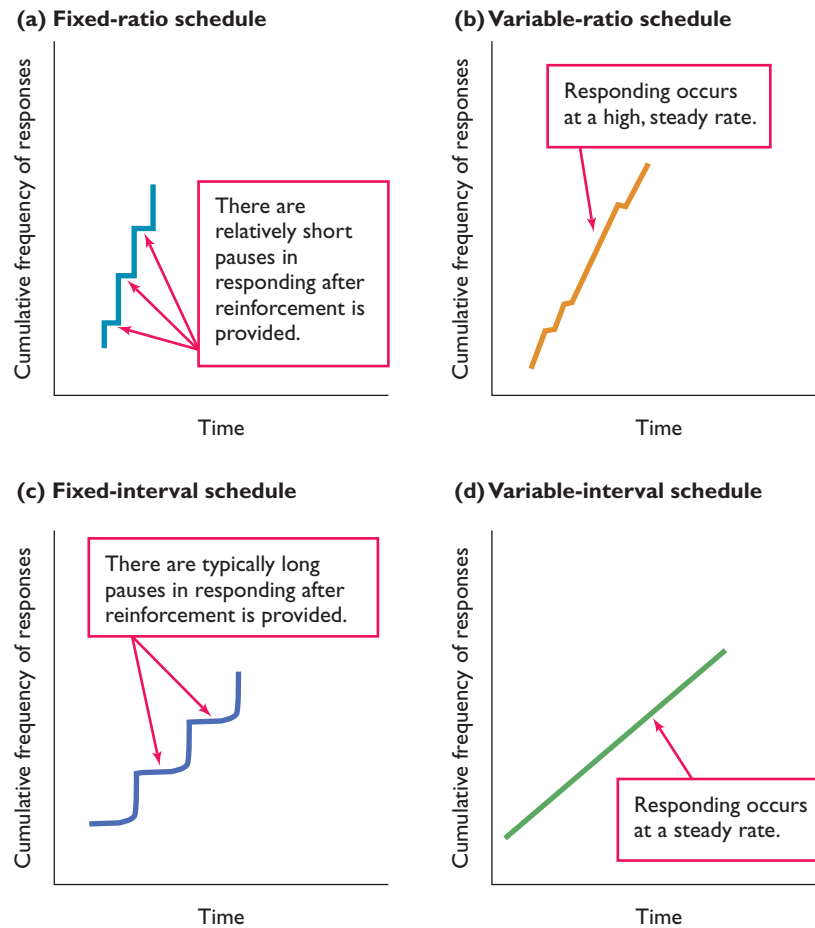 (a) Fixed-ratio schedule
Cumulative frequency of responses
There are
relatively short
pauses in
responding after
reinforcement is
provided.
Time
(b) Variable-ratio schedule
Cumulative frequency of responses
Responding occurs
at a high, steady rate.
Time
(c) Fixed-interval schedule
Cumulative frequency of responses
There are typically long
pauses in responding after
reinforcement is provided.
Time
(d) Variable-interval schedule
Cumulative frequency of responses
Responding occurs
at a steady rate.
Time